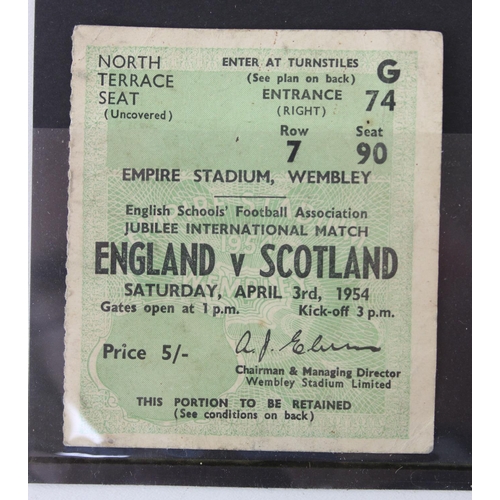 NORTH TERRACE SEAT
(Uncovered)
ENTER AT TURNSTILES
(See plan on back)
G
ENTRANCE 74
(RIGHT)
Row Seat
7 90
EMPIRE STADIUM, WEMBLEY
English Schools' Football Association
JUBILEE INTERNATIONAL MATCH
ENGLAND v SCOTLAND
SATURDAY, APRIL 3rd, 1954
Gates open at 1 p.m. Kick-off 3 p.m.
Price 5/-
Chairman & Managing Director
Wembley Stadium Limited
THIS PORTION TO BE RETAINED
(See conditions on back)